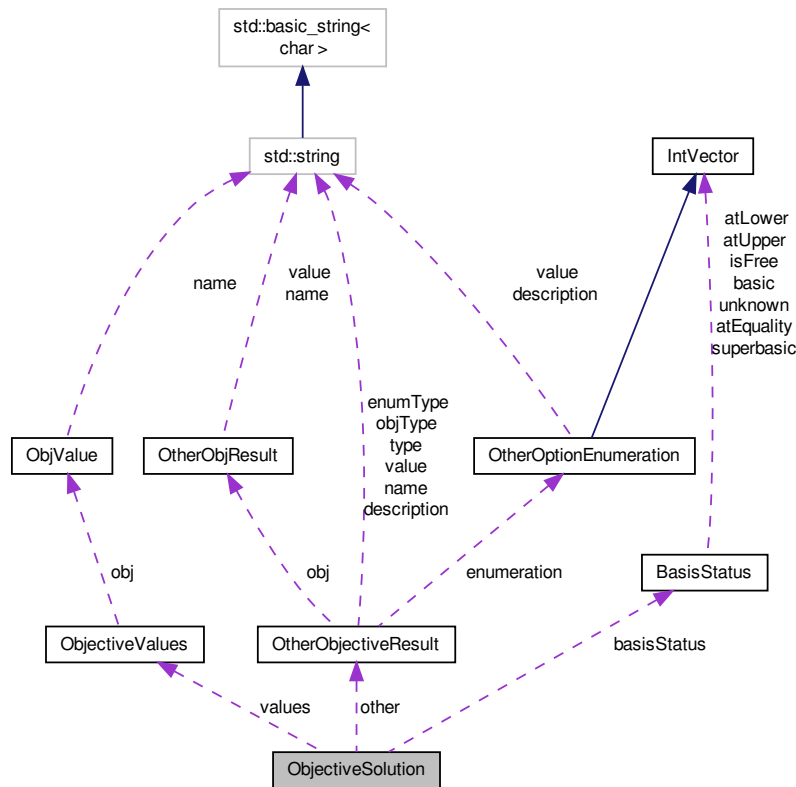 std::basic_string<
char >
std::string
IntVector
atLower
atUpper
isFree
basic
unknown
atEquality
superbasic
name
value
name
value
description
enumType
objType
type
value
name
description
ObjValue
OtherObjResult
OtherOptionEnumeration
obj
obj
enumeration
BasisStatus
ObjectiveValues
OtherObjectiveResult
basisStatus
values
other
ObjectiveSolution